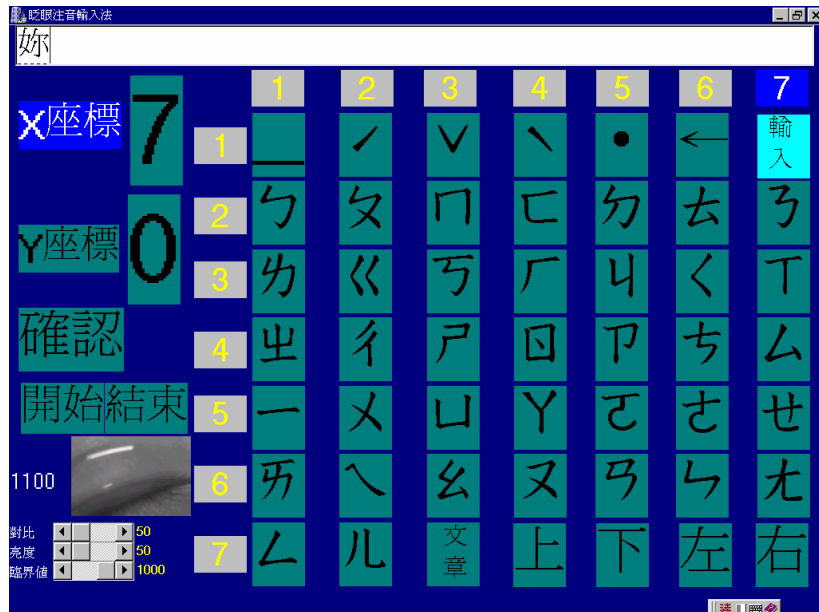 眨眼注音輸入法
妳
1 2 3 4 5 6 7
X座標 7
1 ˉ ˊ ˇ ˋ ● ← 輸入
2 ㄅ ㄆ ㄇ ㄈ ㄉ ㄊ ㄋ
Y座標 0
3 ㄌ ㄍ ㄎ ㄏ ㄐ ㄑ ㄒ
確認
4 ㄓ ㄔ ㄕ ㄖ ㄗ ㄘ ㄙ
開始 結束
5 ㄧ ㄨ ㄩ ㄚ ㄛ ㄜ ㄝ
1100
6 ㄞ ㄟ ㄠ ㄡ ㄢ ㄣ ㄤ
7 ㄥ ㄦ 文章 上 下 左 右
對比 50
亮度 50
臨界值 1000